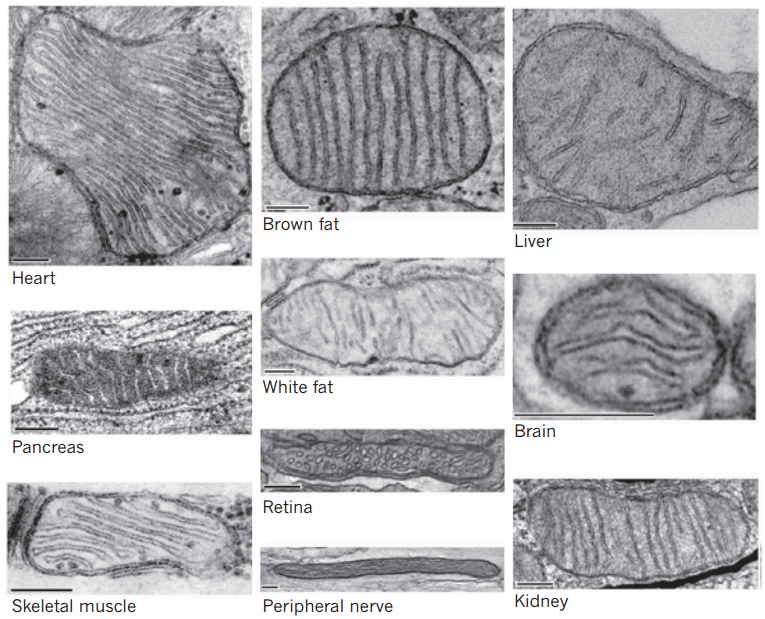 Heart
Brown fat
Liver
Pancreas
White fat
Brain
Retina
Skeletal muscle
Peripheral nerve
Kidney